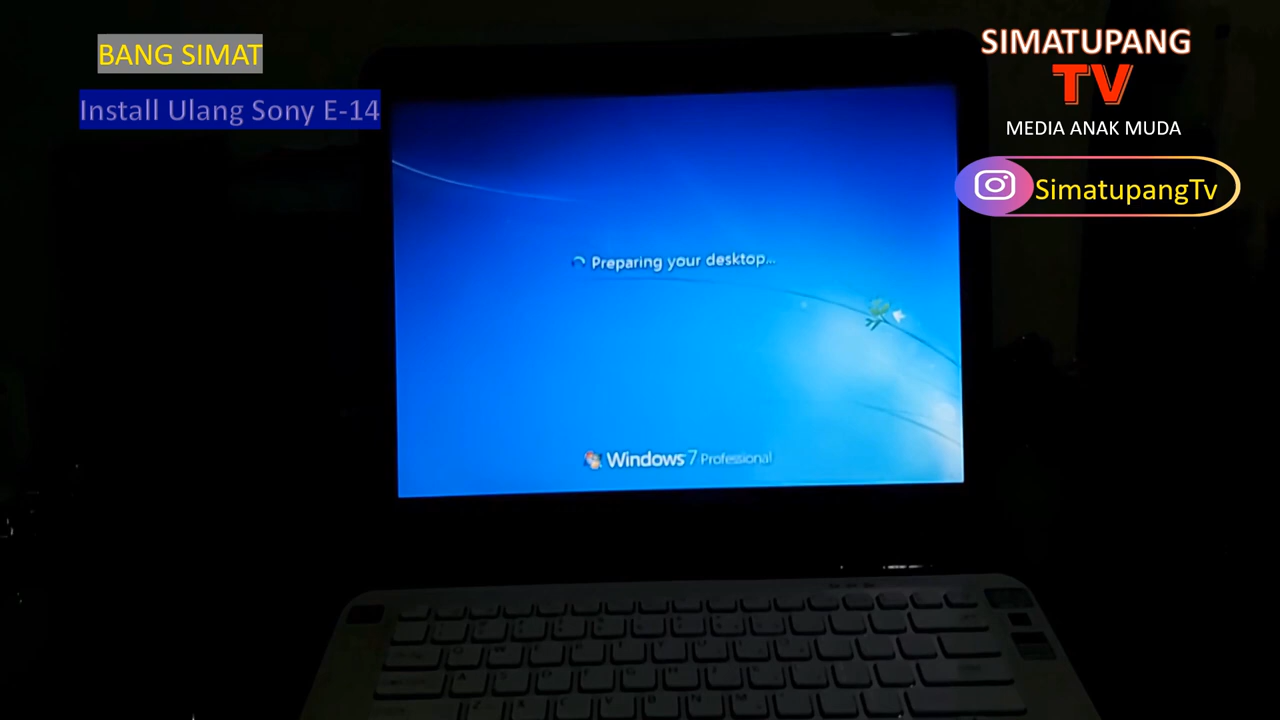 BANG SIMAT
Install Ulang Sony E-14
SIMATUPANG
TV
MEDIA ANAK MUDA
SimatupangTv
Preparing your desktop...
Windows 7 Professional